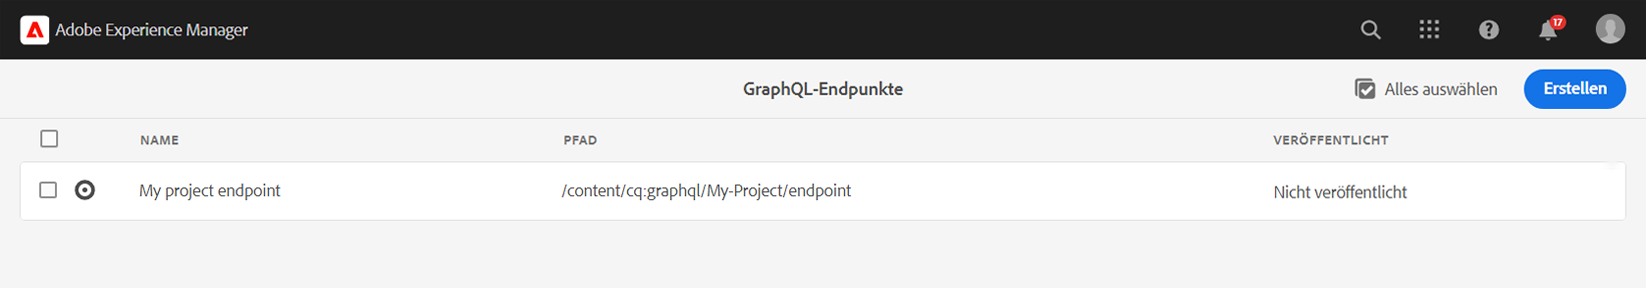 Adobe Experience Manager
17
GraphQL-Endpunkte
Alles auswählen
Erstellen
NAME PFAD VERÖFFENTLICHT
My project endpoint /content/cq:graphql/My-Project/endpoint Nicht veröffentlicht